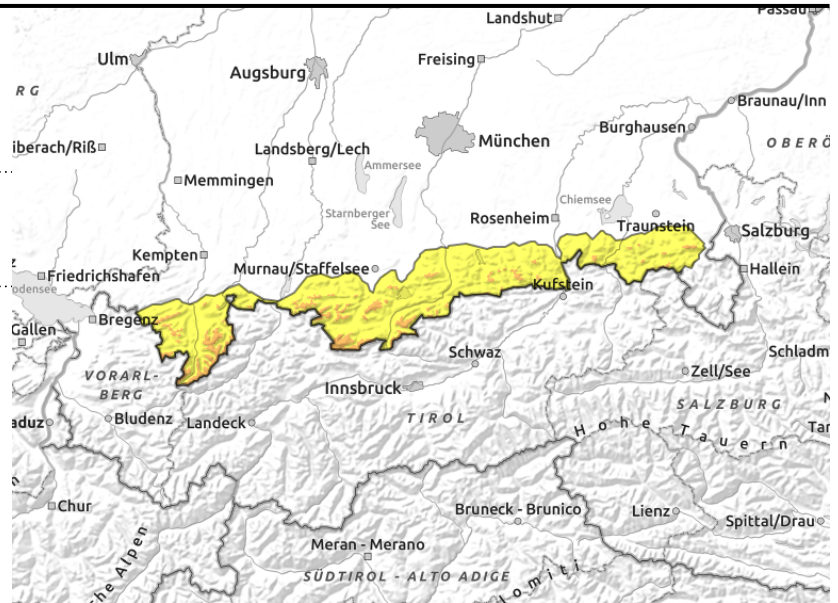 Passau
Landshut
Ulm
Freising
Augsburg
RG
Braunau/Inn
Burghausen
München
OBERÖ
iberach/Riß
Landsberg/Lech
Ammersee
Memmingen
Starnberger
See
Chiemsee
Rosenheim
Traunstein
Salzburg
Kempten
Murnau/Staffelsee
Hallein
z
Friedrichshafen
odensee
Kufstein
Bregenz
Gallen
Schwaz
Schladm
VORARL-
BERG
Zell/See
Innsbruck
SALZBURG
N
aduz
Bludenz
Landeck
TIROL
Hohe Tauern
Tar
n
Chur
Bruneck - Brunico
Lienz
Spittal/Drau
Meran - Merano
che Alpen
SÜDTIROL - ALTO ADIGE
olomiti